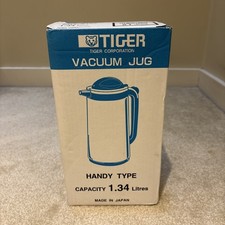 TIGER
TIGER CORPORATION
VACUUM JUG
HANDY TYPE
CAPACITY 1.34 Litres
MADE IN JAPAN